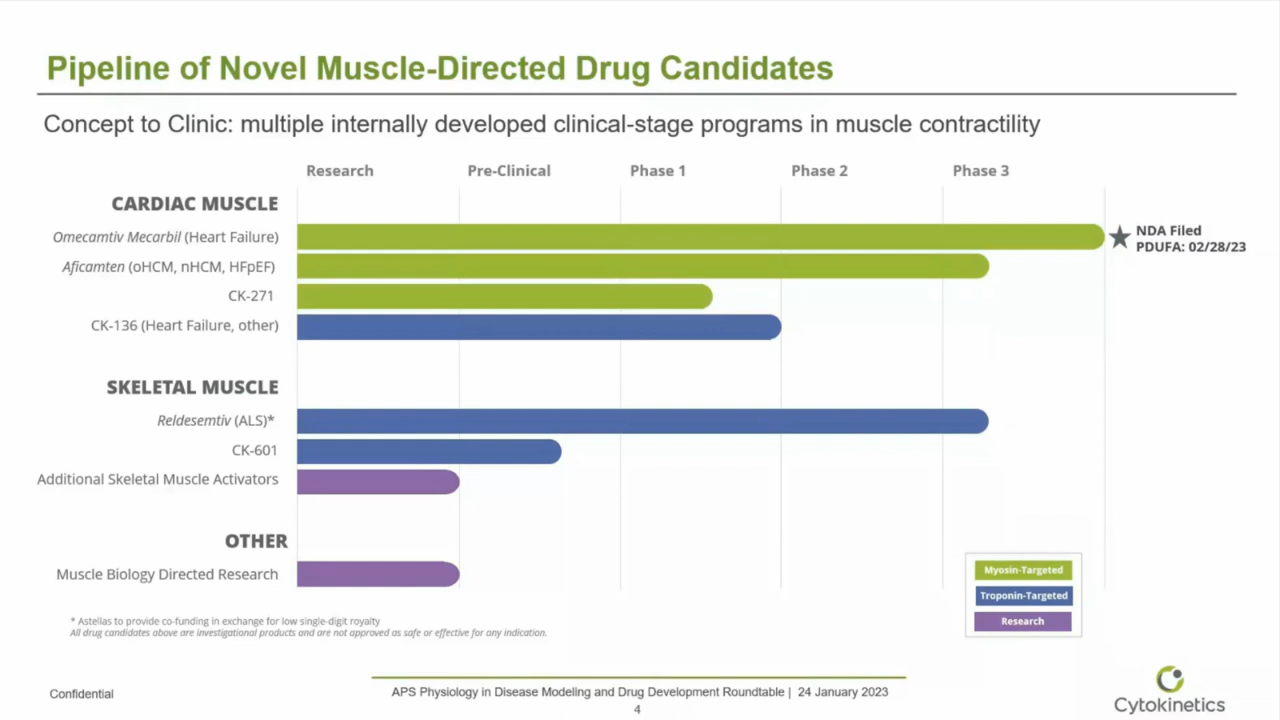 Pipeline of Novel Muscle-Directed Drug Candidates
Concept to Clinic: multiple internally developed clinical-stage programs in muscle contractility
Research
Pre-Clinical
Phase 1
Phase 2
Phase 3
CARDIAC MUSCLE
Omecamtiv Mecarbil (Heart Failure)
NDA Filed
PDUFA: 02/28/23
Aficamten (oHCM, nHCM, HFpEF)
CK-271
CK-136 (Heart Failure, other)
SKELETAL MUSCLE
Reldesemtiv (ALS)*
CK-601
Additional Skeletal Muscle Activators
OTHER
Muscle Biology Directed Research
Myosin-Targeted
Troponin-Targeted
Research
* Astellas to provide co-funding in exchange for low single-digit royalty
All drug candidates above are investigational products and are not approved as safe or effective for any indication.
Confidential
APS Physiology in Disease Modeling and Drug Development Roundtable | 24 January 2023
4
Cytokinetics